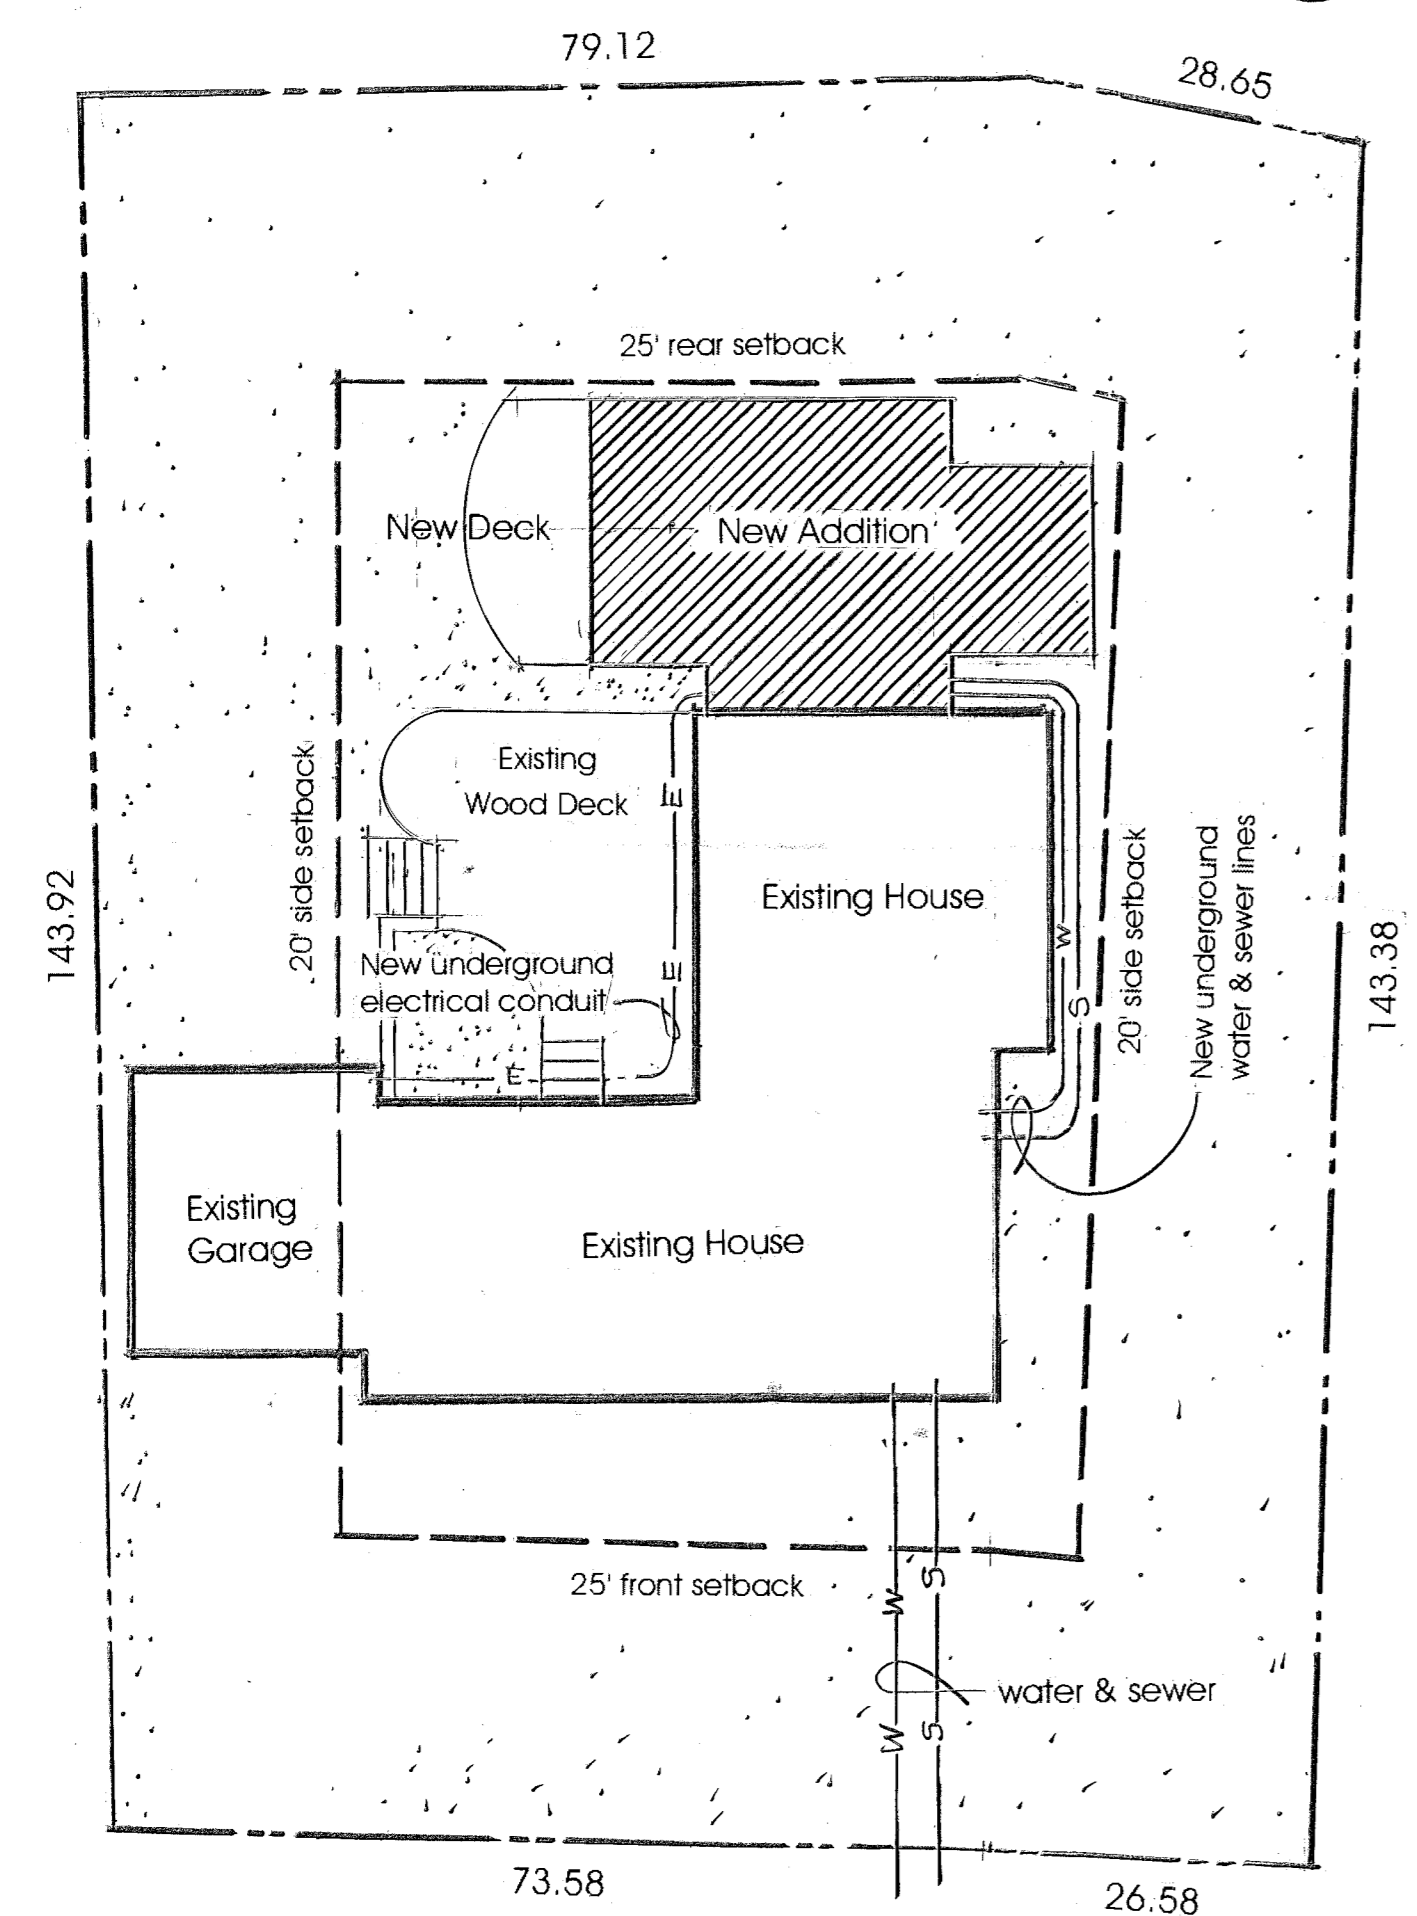 79.12
28.65
25' rear setback
New Deck
New Addition
Existing
Wood Deck
E
20' side setback
143.92
Existing House
W
S
20' side setback
New underground
water & sewer lines
143.38
New underground
electrical conduit
E
E
Existing
Garage
Existing House
25' front setback
S
W
water & sewer
W
S
73.58
26.58